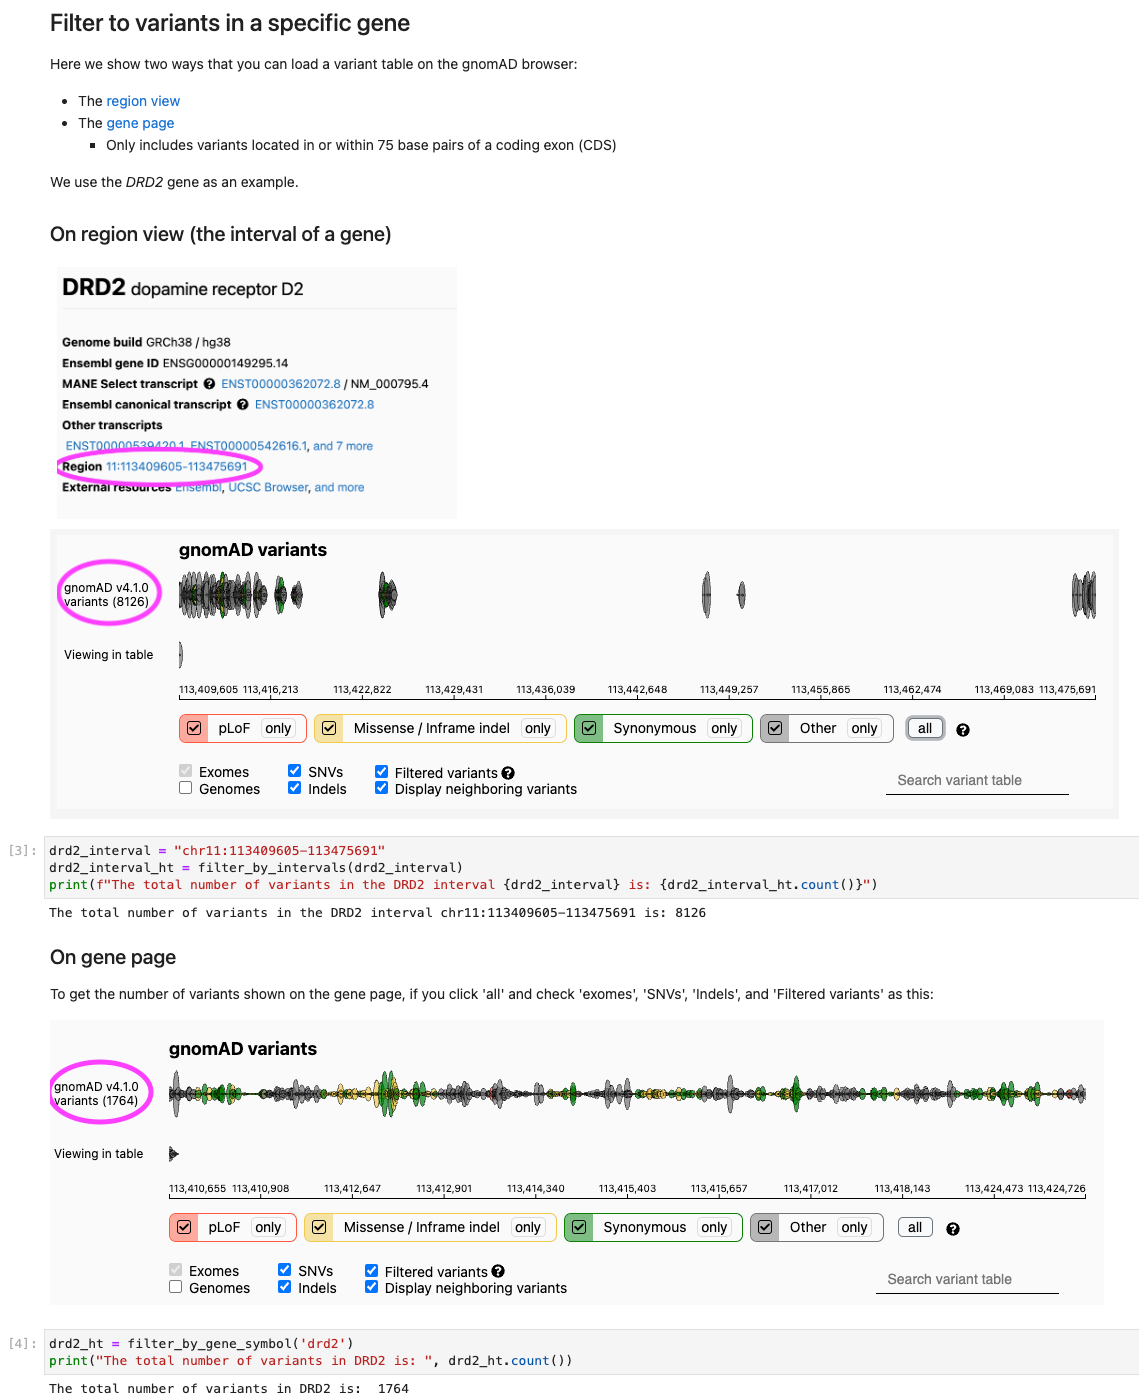 Filter to variants in a specific gene
Here we show two ways that you can load a variant table on the gnomAD browser:
• The region view
• The gene page
▪ Only includes variants located in or within 75 base pairs of a coding exon (CDS)
We use the DRD2 gene as an example.
On region view (the interval of a gene)
DRD2 dopamine receptor D2
Genome build GRCh38 / hg38
Ensembl gene ID ENSG00000149295.14
MANE Select transcript ? ENST00000362072.8 / NM_000795.4
Ensembl canonical transcript ? ENST00000362072.8
Other transcripts
ENST00000539420.1, ENST00000542616.1, and 7 more
Region 11:113409605-113475691
External resources Ensembl, UCSC Browser, and more
gnomAD variants
gnomAD v4.1.0
variants (8126)
Viewing in table
113,409,605 113,416,213 113,422,822 113,429,431 113,436,039 113,442,648 113,449,257 113,455,865 113,462,474 113,469,083 113,475,691
pLoF only Missense / Inframe indel only Synonymous only Other only all ?
Exomes SNVs Filtered variants ?
Genomes Indels Display neighboring variants
Search variant table
[3]: drd2_interval = "chr11:113409605-113475691"
drd2_interval_ht = filter_by_intervals(drd2_interval)
print(f"The total number of variants in the DRD2 interval {drd2_interval} is: {drd2_interval_ht.count()}")
The total number of variants in the DRD2 interval chr11:113409605-113475691 is: 8126
On gene page
To get the number of variants shown on the gene page, if you click 'all' and check 'exomes', 'SNVs', 'Indels', and 'Filtered variants' as this:
gnomAD variants
gnomAD v4.1.0
variants (1764)
Viewing in table
113,410,655 113,410,908 113,412,647 113,412,901 113,414,340 113,415,403 113,415,657 113,417,012 113,418,143 113,424,473 113,424,726
pLoF only Missense / Inframe indel only Synonymous only Other only all ?
Exomes SNVs Filtered variants ?
Genomes Indels Display neighboring variants
Search variant table
[4]: drd2_ht = filter_by_gene_symbol('drd2')
print("The total number of variants in DRD2 is: ", drd2_ht.count())
The total number of variants in DRD2 is:  1764